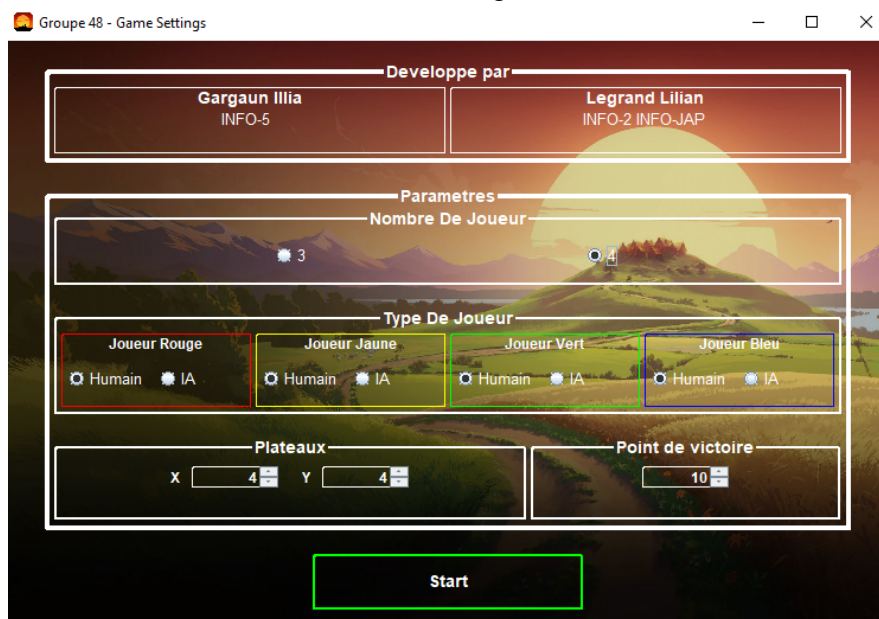 Groupe 48 - Game Settings
Developpe par
Gargaun Illia
INFO-5
Legrand Lilian
INFO-2 INFO-JAP
Parametres
Nombre De Joueur
3 4
Type De Joueur
Joueur Rouge Joueur Jaune Joueur Vert Joueur Bleu
Humain IA Humain IA Humain IA Humain IA
Plateaux Point de victoire
X 4 Y 4 10
Start